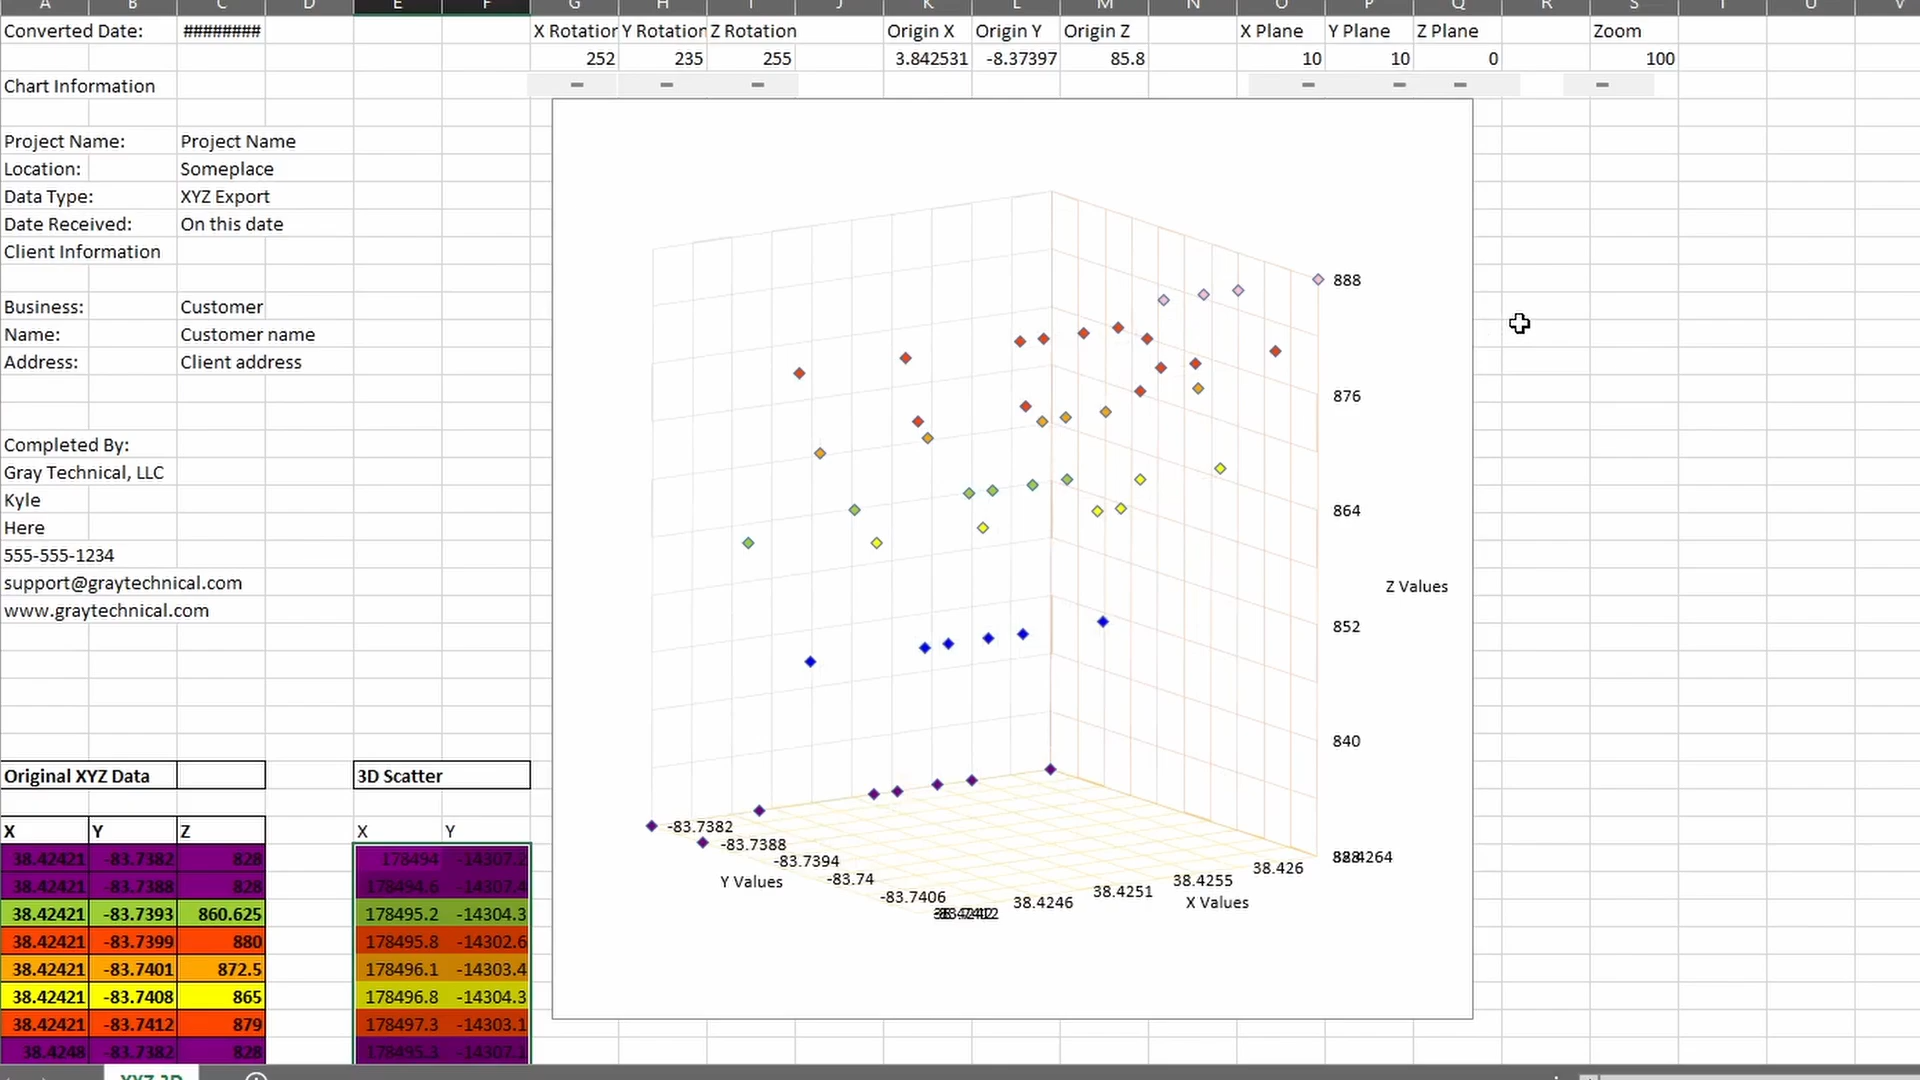 A B C D E F G H I J K L M N O P Q R S T U V
Converted Date: ######## X Rotation Y Rotation Z Rotation Origin X Origin Y Origin Z X Plane Y Plane Z Plane Zoom
252 235 255 3.842531 -8.37397 85.8 10 10 0 100
Chart Information
Project Name: Project Name
Location: Someplace
Data Type: XYZ Export
Date Received: On this date
Client Information
Business: Customer
Name: Customer name
Address: Client address
Completed By:
Gray Technical, LLC
Kyle
Here
555-555-1234
support@graytechnical.com
www.graytechnical.com
888
876
864
Z Values
852
840
-83.7382
-83.7388
-83.7394
-83.74
-83.7406
Y Values
38.4246
38.4251
38.4255
38.426
X Values
Original XYZ Data 3D Scatter
X Y Z X Y
38.42421 -83.7382 828 178494 -14307.2
38.42421 -83.7388 828 178494.6 -14307.4
38.42421 -83.7393 860.625 178495.2 -14304.3
38.42421 -83.7399 880 178495.8 -14302.6
38.42421 -83.7401 872.5 178496.1 -14303.4
38.42421 -83.7408 865 178496.8 -14304.3
38.42421 -83.7412 879 178497.3 -14303.1
38.4248 -83.7382 828 178495.3 -14307.1
XYZ 3D